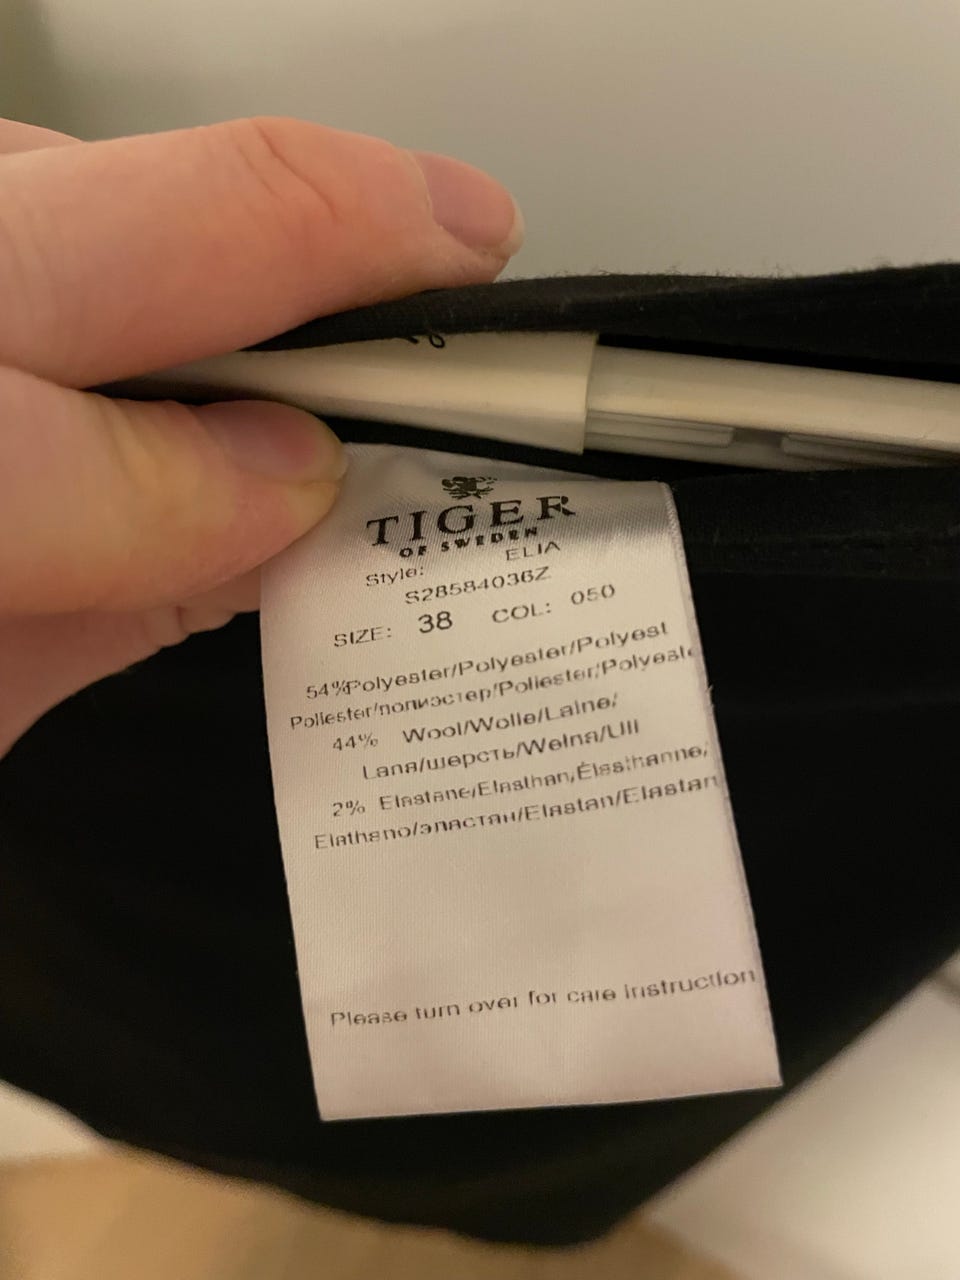 TIGER
OF SWEDEN
Style: ELIA
S28584036Z
SIZE: 38 COL: 050
54%Polyester/Polyester/Polyest
Poliester/полиэстер/Poliester/Polyeste
44% Wool/Wolle/Laine/
Lana/шерсть/Wełna/Ull
2% Elastane/Elasthan/Élasthanne/
Elathano/эластан/Elastan/Elastan
Please turn over for care instruction